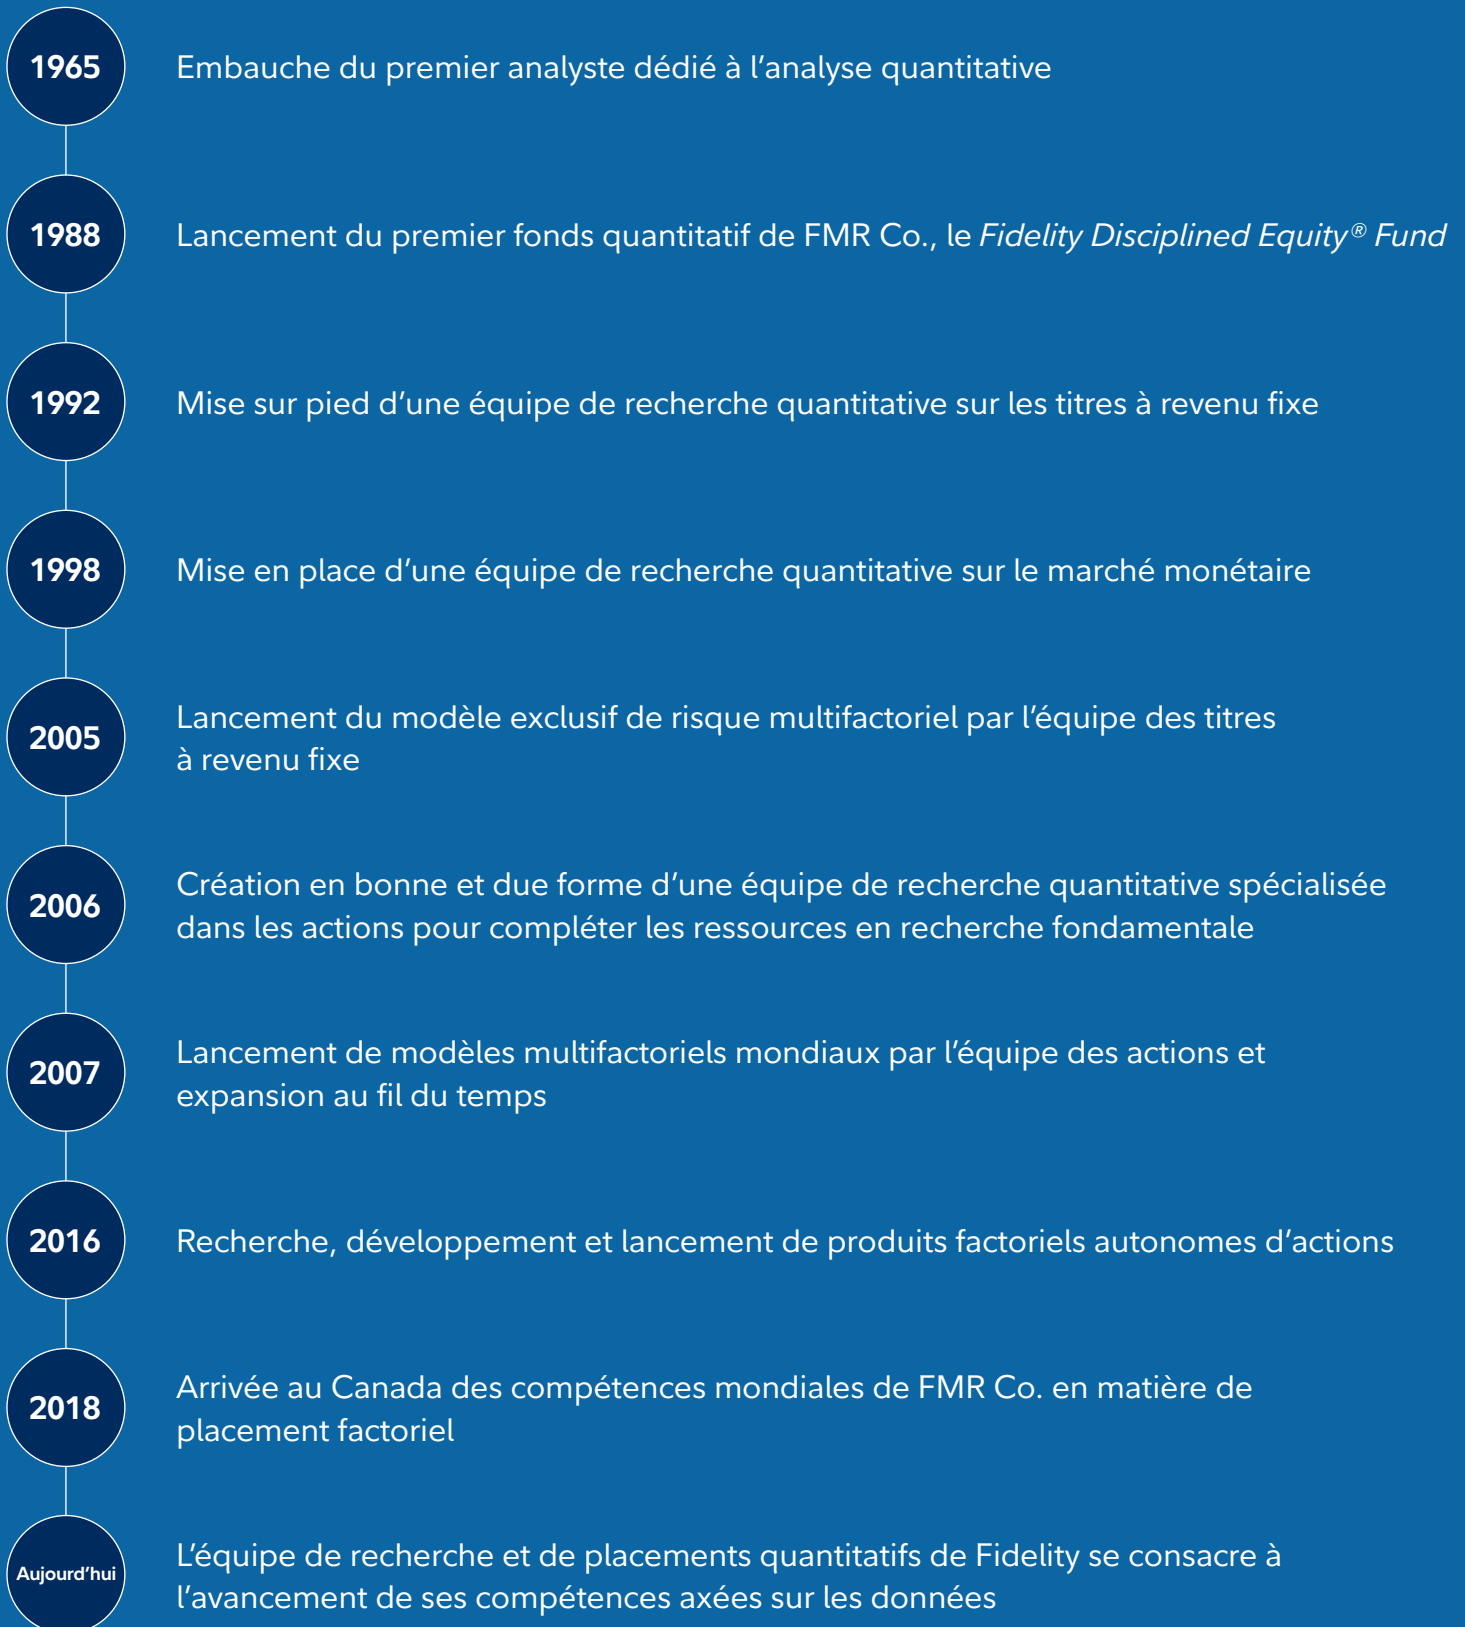 1965
Embauche du premier analyste dédié à l’analyse quantitative
1988
Lancement du premier fonds quantitatif de FMR Co., le Fidelity Disciplined Equity® Fund
1992
Mise sur pied d’une équipe de recherche quantitative sur les titres à revenu fixe
1998
Mise en place d’une équipe de recherche quantitative sur le marché monétaire
2005
Lancement du modèle exclusif de risque multifactoriel par l’équipe des titres
à revenu fixe
2006
Création en bonne et due forme d’une équipe de recherche quantitative spécialisée
dans les actions pour compléter les ressources en recherche fondamentale
2007
Lancement de modèles multifactoriels mondiaux par l’équipe des actions et
expansion au fil du temps
2016
Recherche, développement et lancement de produits factoriels autonomes d’actions
2018
Arrivée au Canada des compétences mondiales de FMR Co. en matière de
placement factoriel
Aujourd’hui
L’équipe de recherche et de placements quantitatifs de Fidelity se consacre à
l’avancement de ses compétences axées sur les données